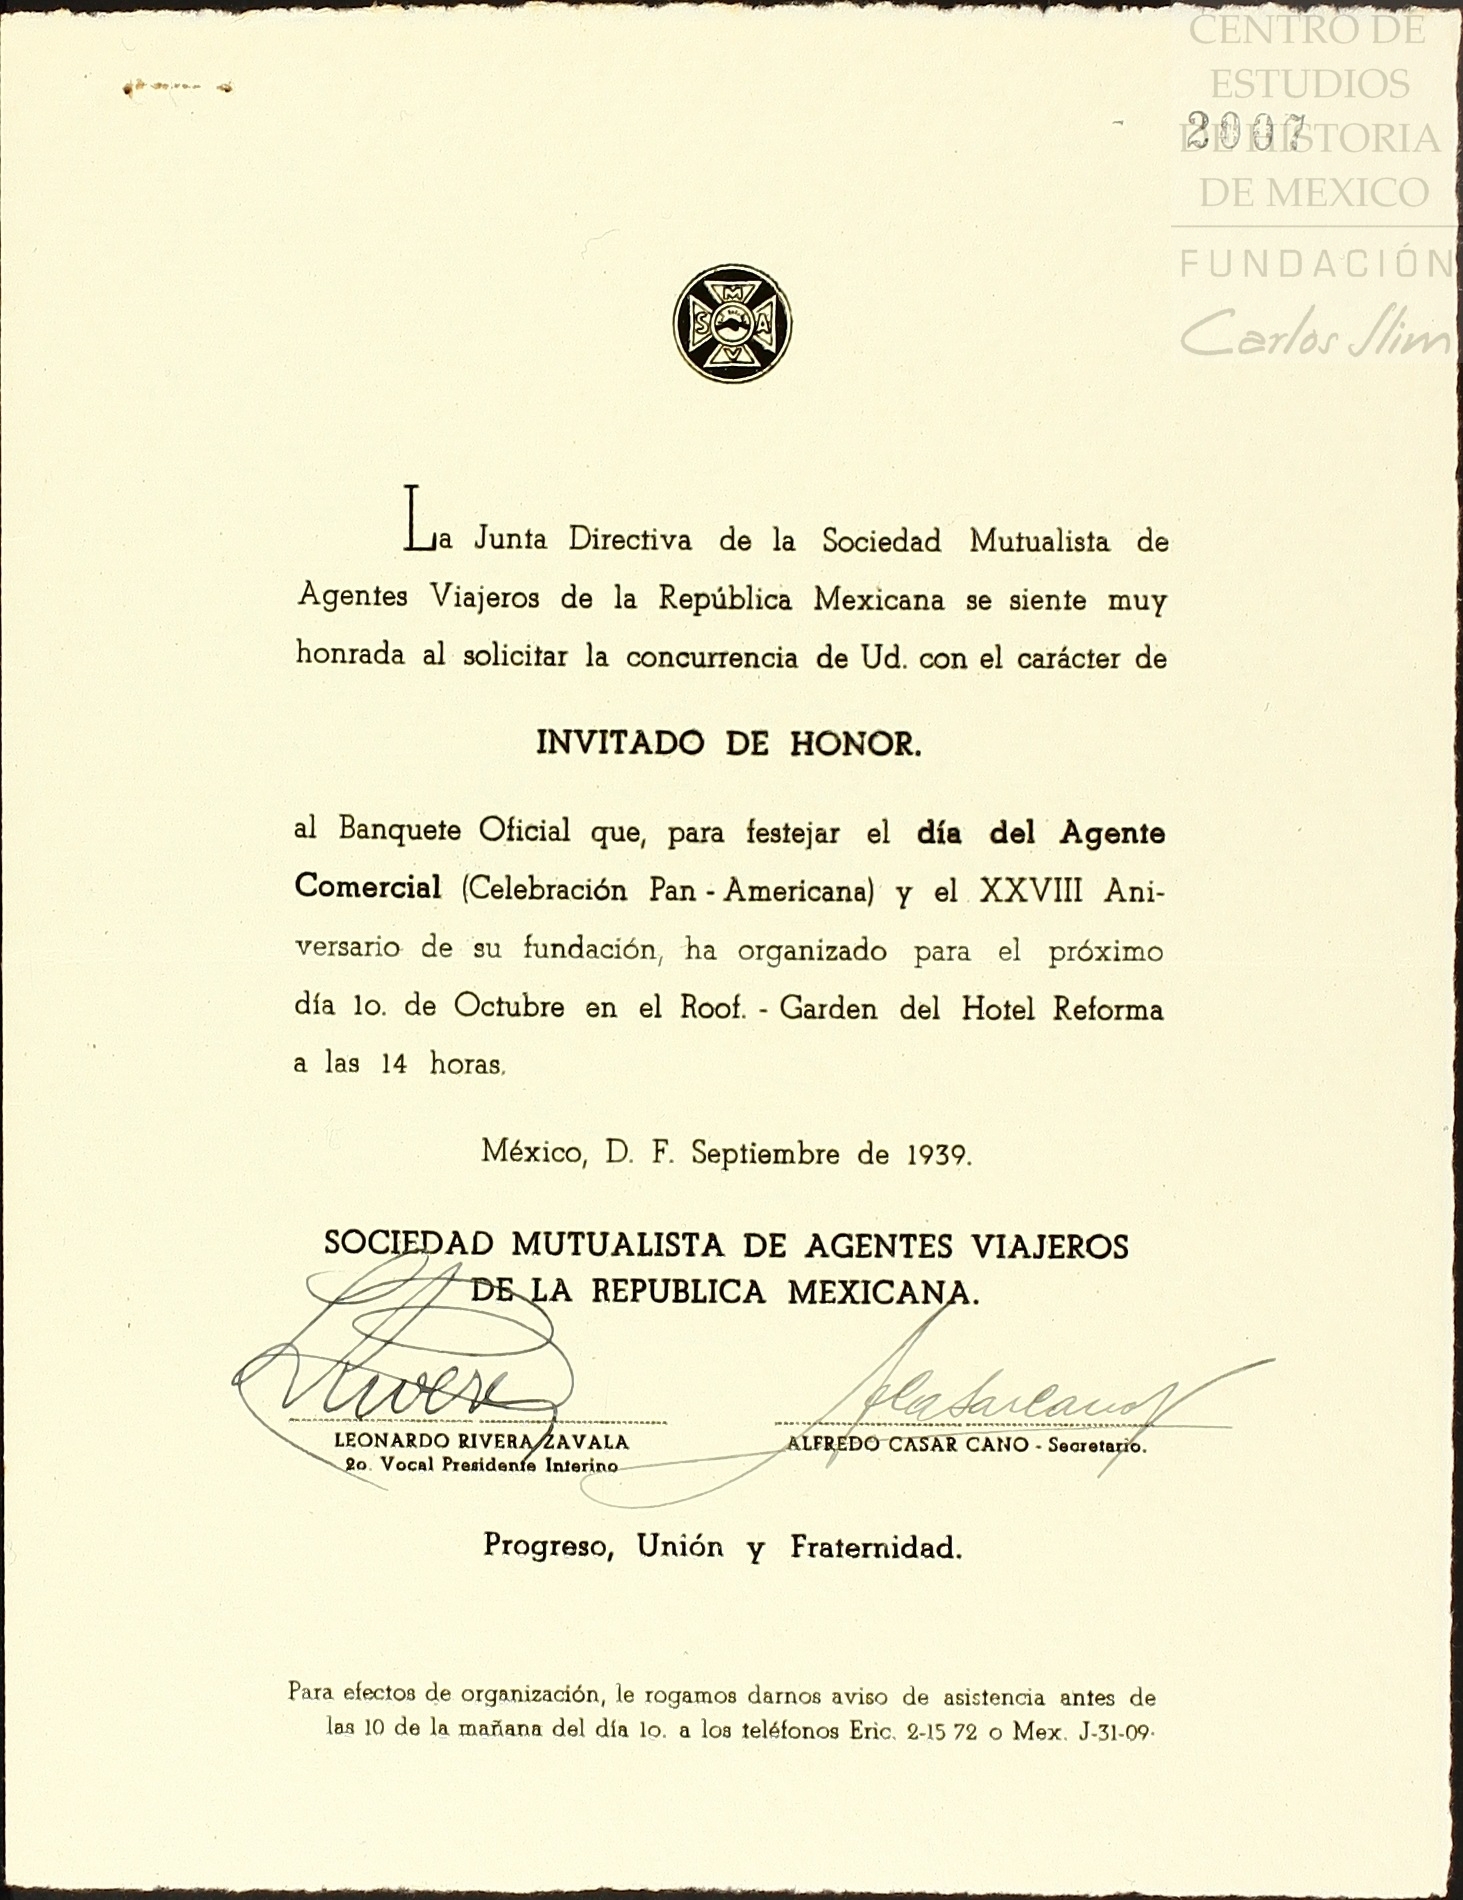 CENTRO DE
ESTUDIOS
DE HISTORIA
DE MEXICO
FUNDACIÓN
Carlos Slim
2007
M
S A
V
La Junta Directiva de la Sociedad Mutualista de
Agentes Viajeros de la República Mexicana se siente muy
honrada al solicitar la concurrencia de Ud. con el carácter de
INVITADO DE HONOR.
al Banquete Oficial que, para festejar el día del Agente
Comercial (Celebración Pan - Americana) y el XXVIII Ani-
versario de su fundación, ha organizado para el próximo
día 1o. de Octubre en el Roof. - Garden del Hotel Reforma
a las 14 horas.
México, D. F. Septiembre de 1939.
SOCIEDAD MUTUALISTA DE AGENTES VIAJEROS
DE LA REPUBLICA MEXICANA.
LEONARDO RIVERA ZAVALA
2o. Vocal Presidente Interino
ALFREDO CASAR CANO - Secretario.
Progreso, Unión y Fraternidad.
Para efectos de organización, le rogamos darnos aviso de asistencia antes de
las 10 de la mañana del día 1o. a los teléfonos Eric. 2-15 72 o Mex. J-31-09.